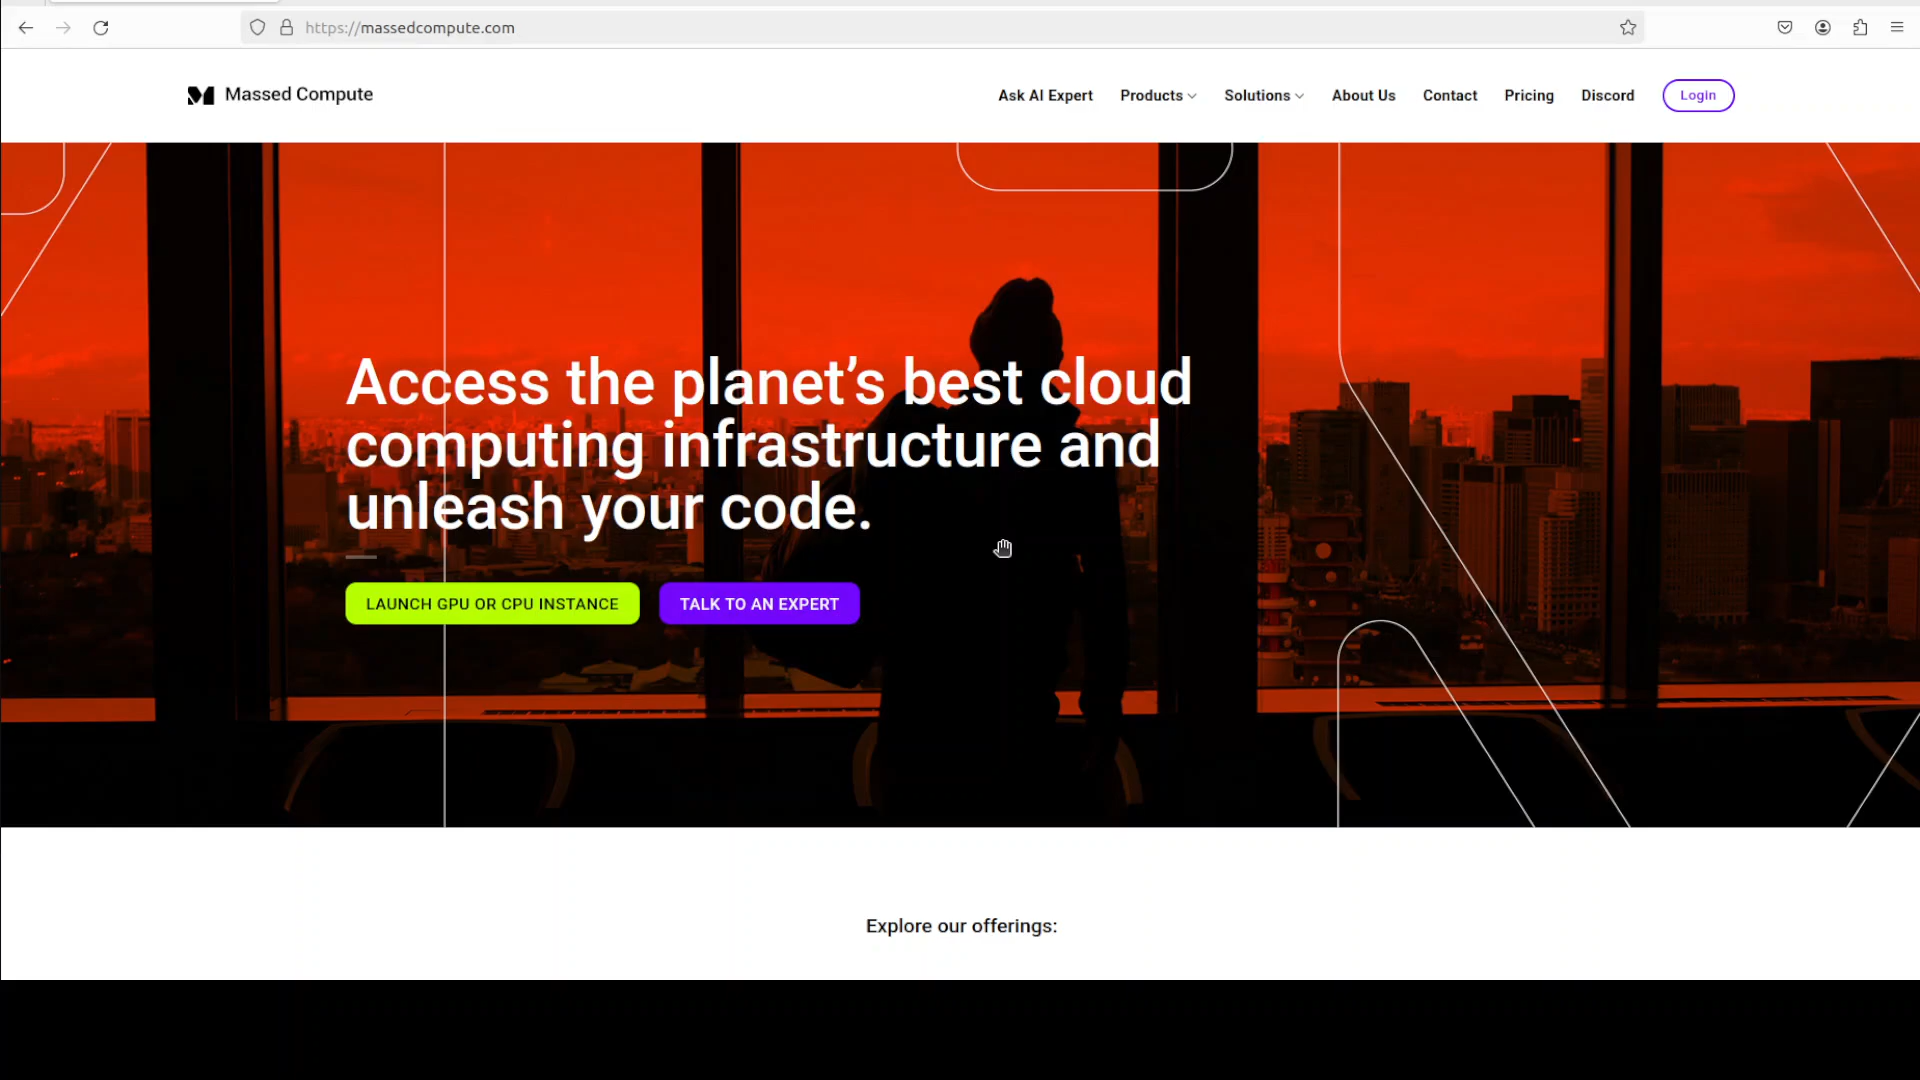 https://massedcompute.com
Massed Compute
Ask AI Expert
Products
Solutions
About Us
Contact
Pricing
Discord
Login
Access the planet’s best cloud
computing infrastructure and
unleash your code.
LAUNCH GPU OR CPU INSTANCE
TALK TO AN EXPERT
Explore our offerings: